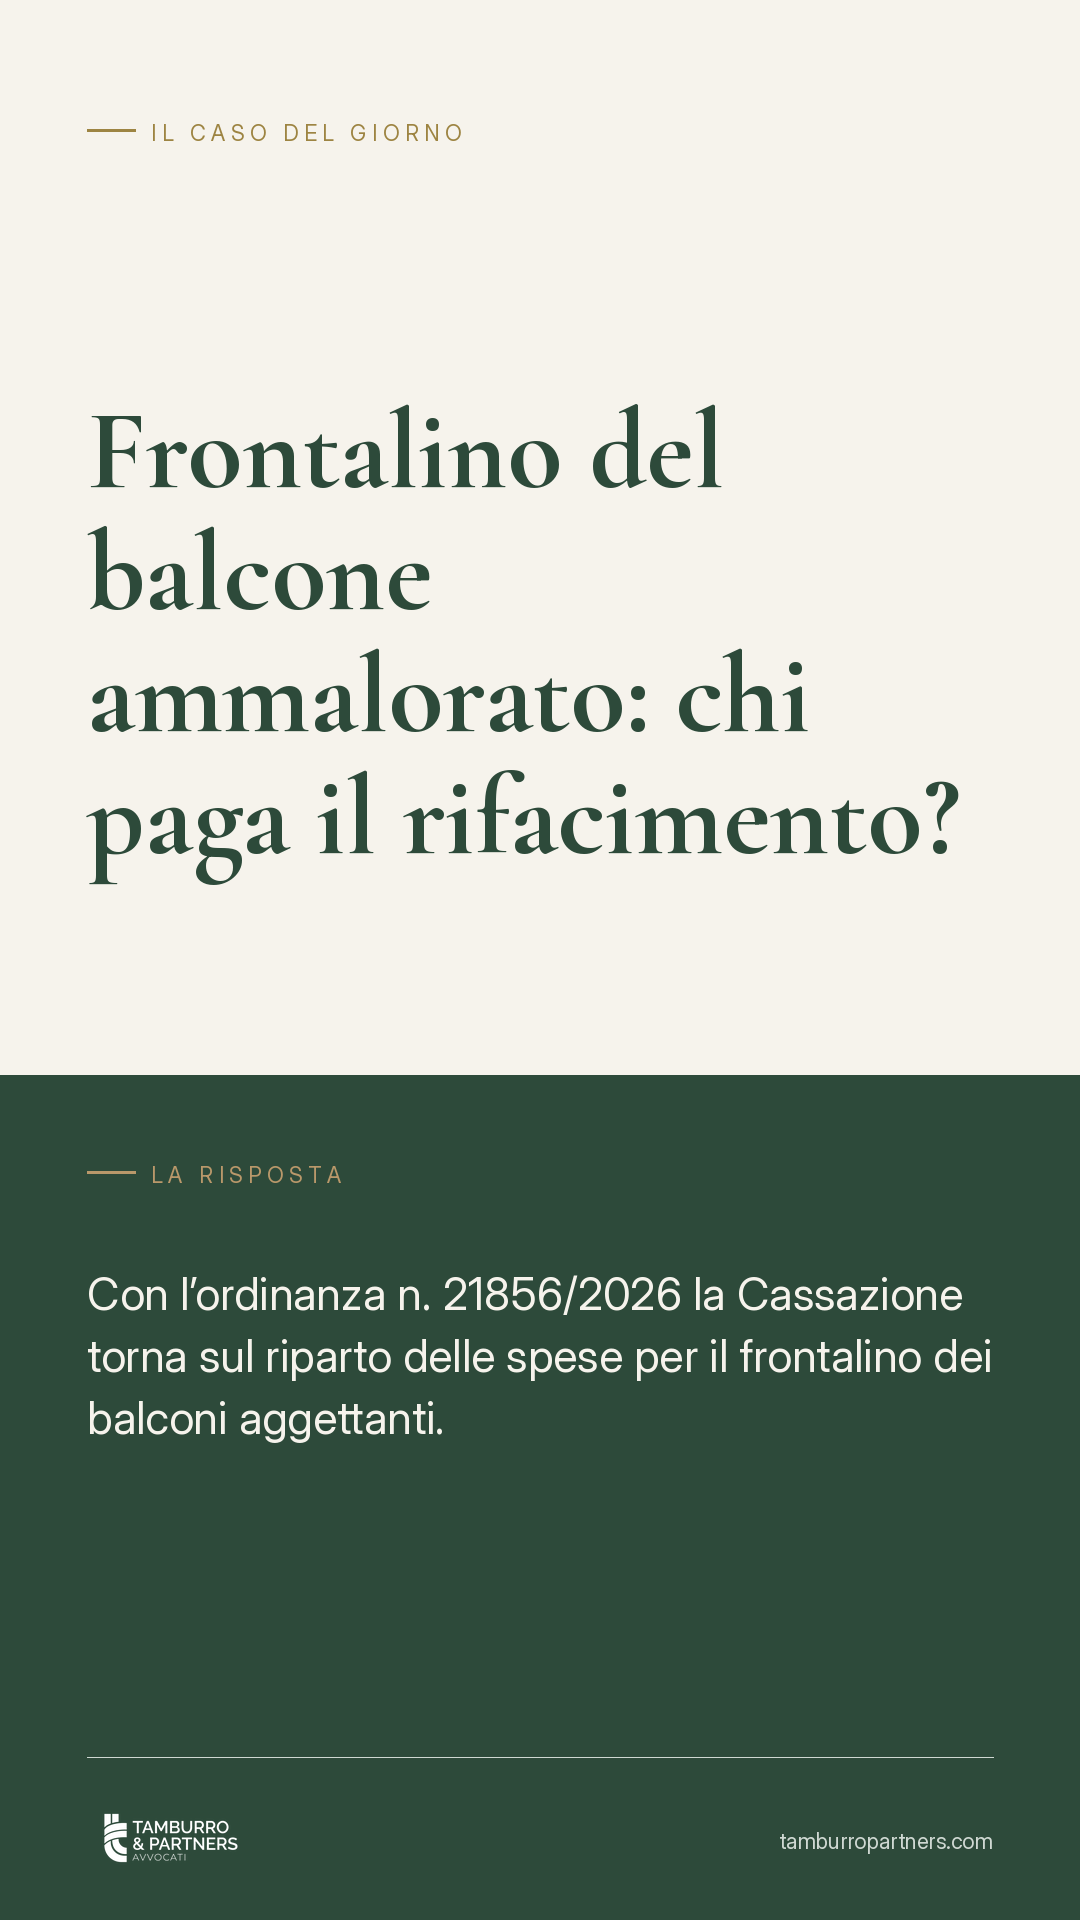 IL CASO DEL GIORNO
Frontalino del
balcone
ammalorato: chi
paga il rifacimento?
LA RISPOSTA
Con l’ordinanza n. 21856/2026 la Cassazione
torna sul riparto delle spese per il frontalino dei
balconi aggettanti.
TAMBURRO
& PARTNERS
AVVOCATI
tamburropartners.com